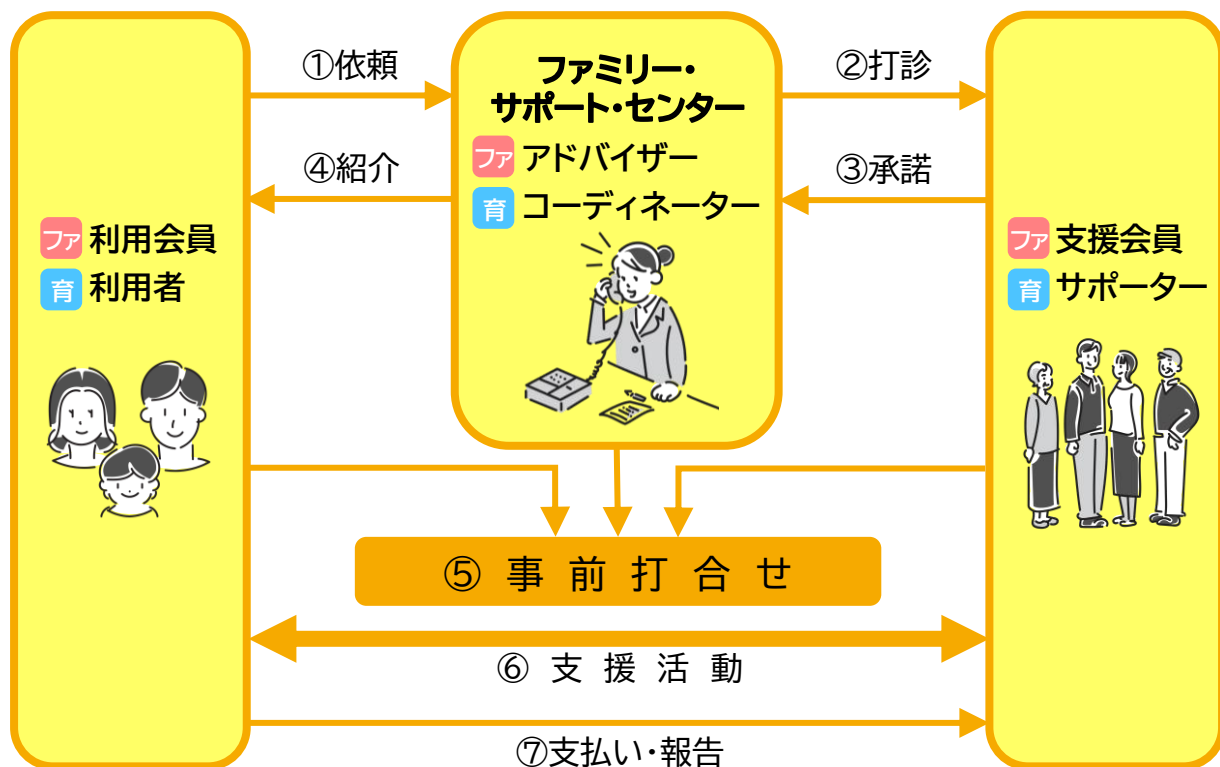 ①依頼
ファミリー・
サポート・センター
②打診
ファ アドバイザー
④紹介
③承諾
育 コーディネーター
ファ 利用会員
育 利用者
ファ 支援会員
育 サポーター
⑤事前打合せ
⑥支援活動
⑦支払い・報告